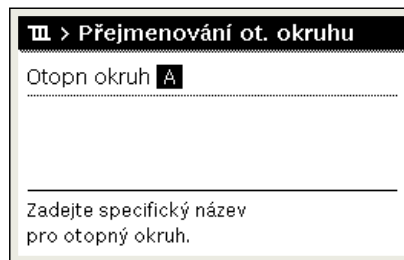 > Přejmenování ot. okruhu
Otopn okruh A
Zadejte specifický název
pro otopný okruh.